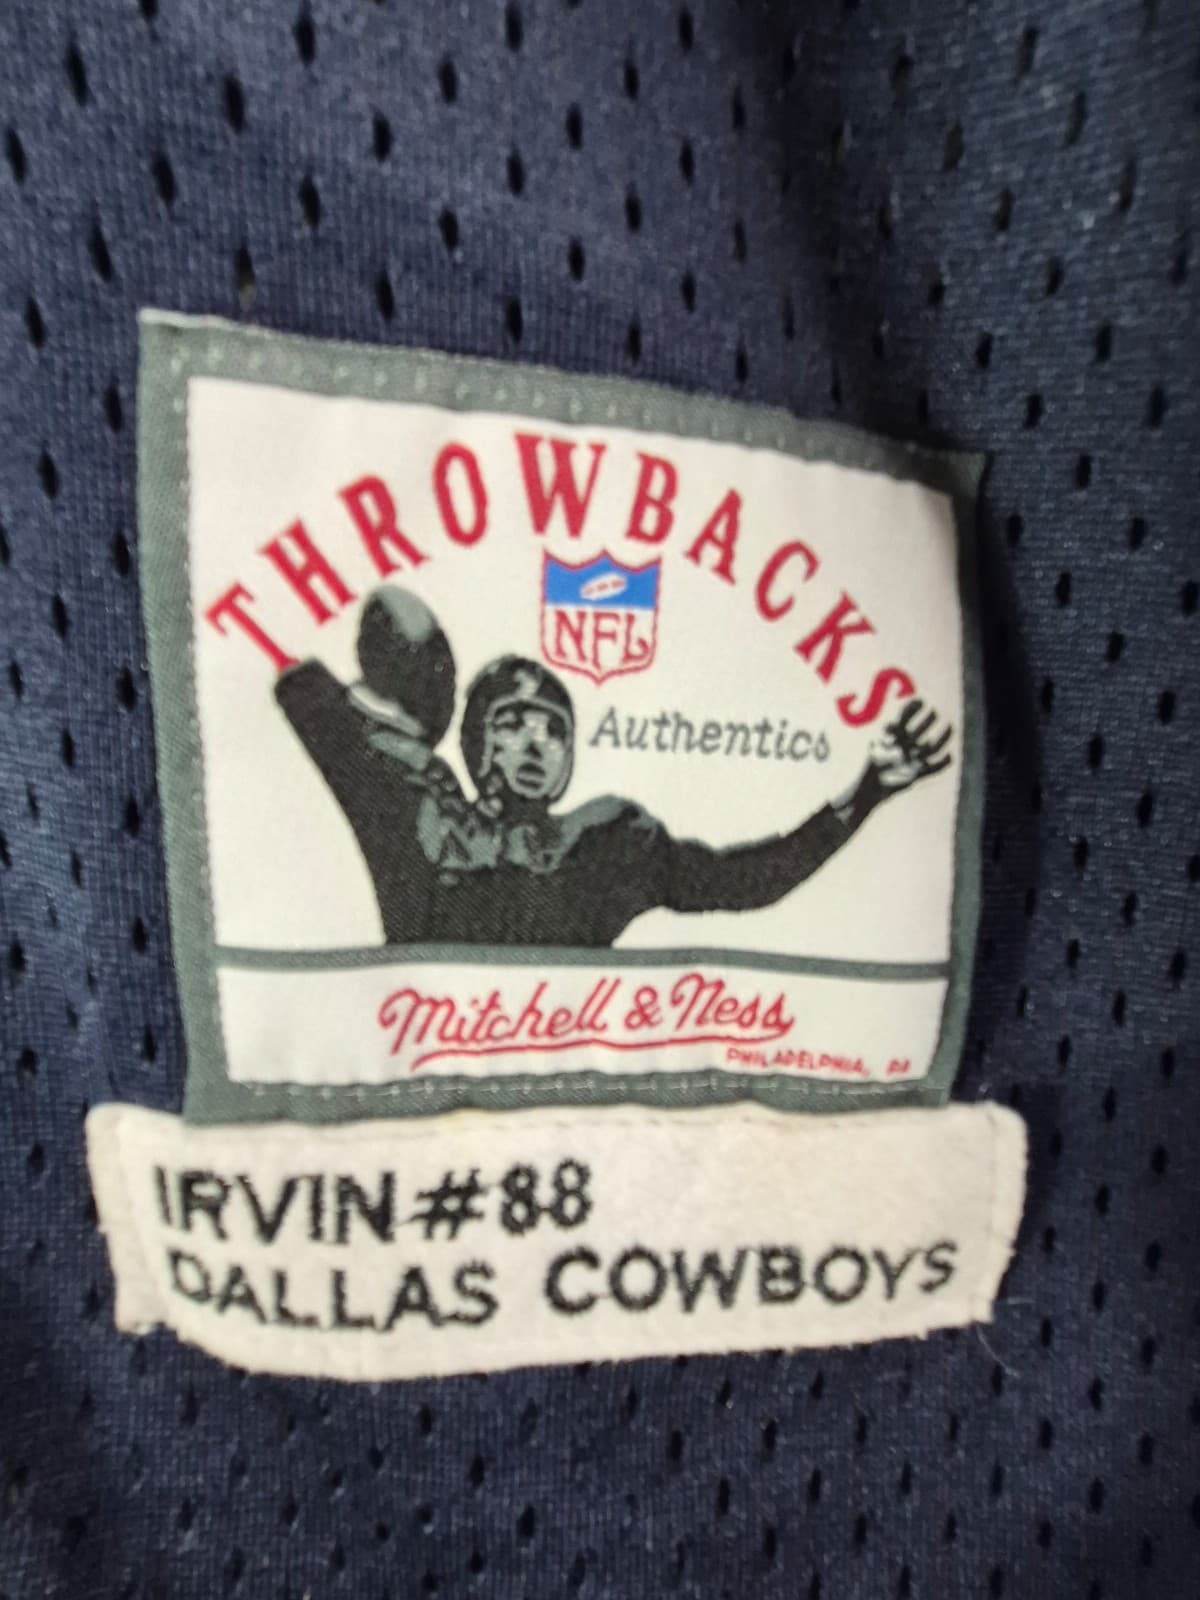 THROWBACKS
NFL
Authentics
Mitchell & Ness
PHILADELPHIA, PA
IRVIN #88
DALLAS COWBOYS